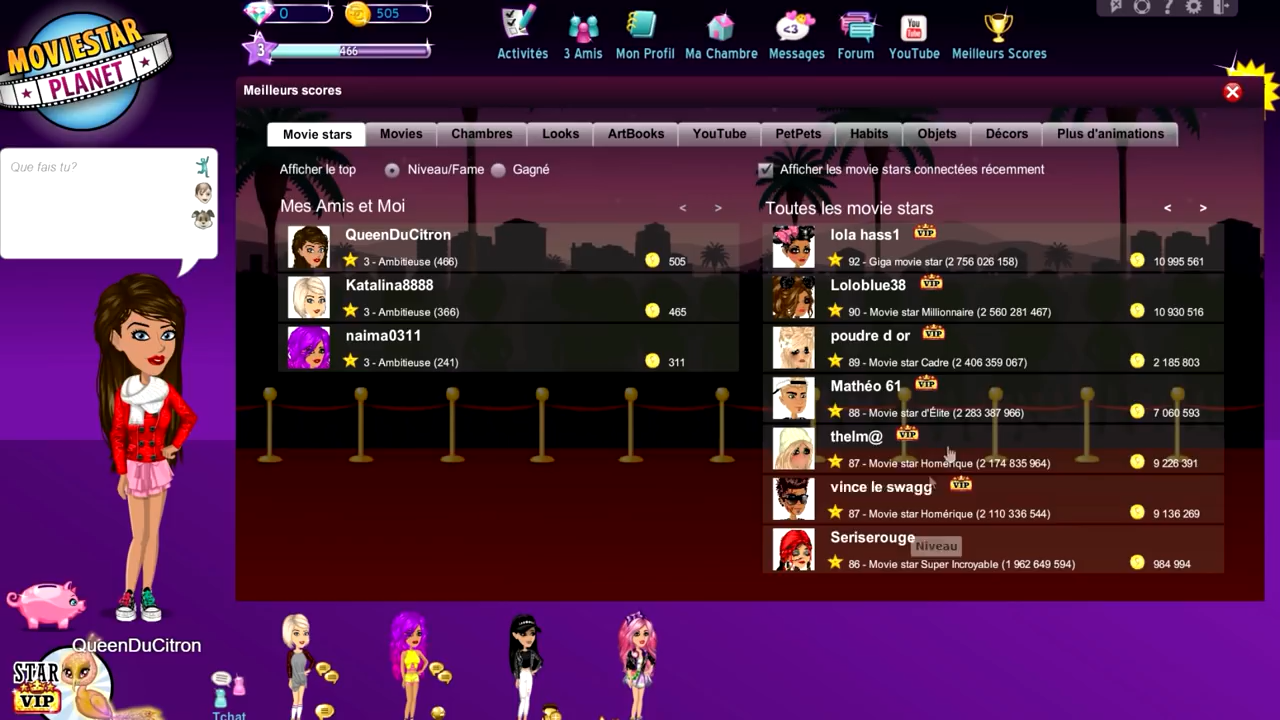 MOVIESTAR
PLANET
0
505
3
466
Activités
3 Amis
Mon Profil
Ma Chambre
<3
Messages
Forum
You
Tube
YouTube
Meilleurs Scores
Meilleurs scores
Movie stars
Movies
Chambres
Looks
ArtBooks
YouTube
PetPets
Habits
Objets
Décors
Plus d'animations
Que fais tu?
Afficher le top
Niveau/Fame
Gagné
Afficher les movie stars connectées récemment
Mes Amis et Moi
< >
QueenDuCitron
3 - Ambitieuse (466)
505
Katalina8888
3 - Ambitieuse (366)
465
naima0311
3 - Ambitieuse (241)
311
Toutes les movie stars
< >
lola hass1 VIP
92 - Giga movie star (2 756 026 158)
10 995 561
Loloblue38 VIP
90 - Movie star Millionnaire (2 560 281 467)
10 930 516
poudre d or VIP
89 - Movie star Cadre (2 406 359 067)
2 185 803
Mathéo 61 VIP
88 - Movie star d'Élite (2 283 387 966)
7 060 593
thelm@ VIP
87 - Movie star Homérique (2 174 835 964)
9 226 391
vince le swagg VIP
87 - Movie star Homérique (2 110 336 544)
9 136 269
Seriserouge
86 - Movie star Super Incroyable (1 962 649 594)
984 994
Niveau
QueenDuCitron
STAR
VIP
Tchat